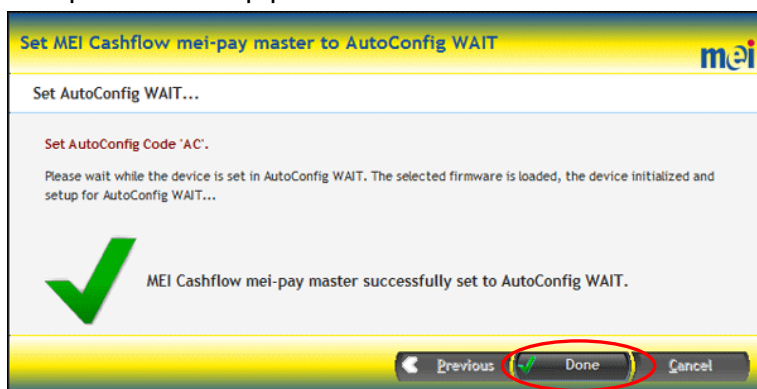 Set MEI Cashflow mei-pay master to AutoConfig WAIT
mei
Set AutoConfig WAIT...
Set AutoConfig Code 'AC'.
Please wait while the device is set in AutoConfig WAIT. The selected firmware is loaded, the device initialized and
setup for AutoConfig WAIT...
MEI Cashflow mei-pay master successfully set to AutoConfig WAIT.
Previous Done Cancel